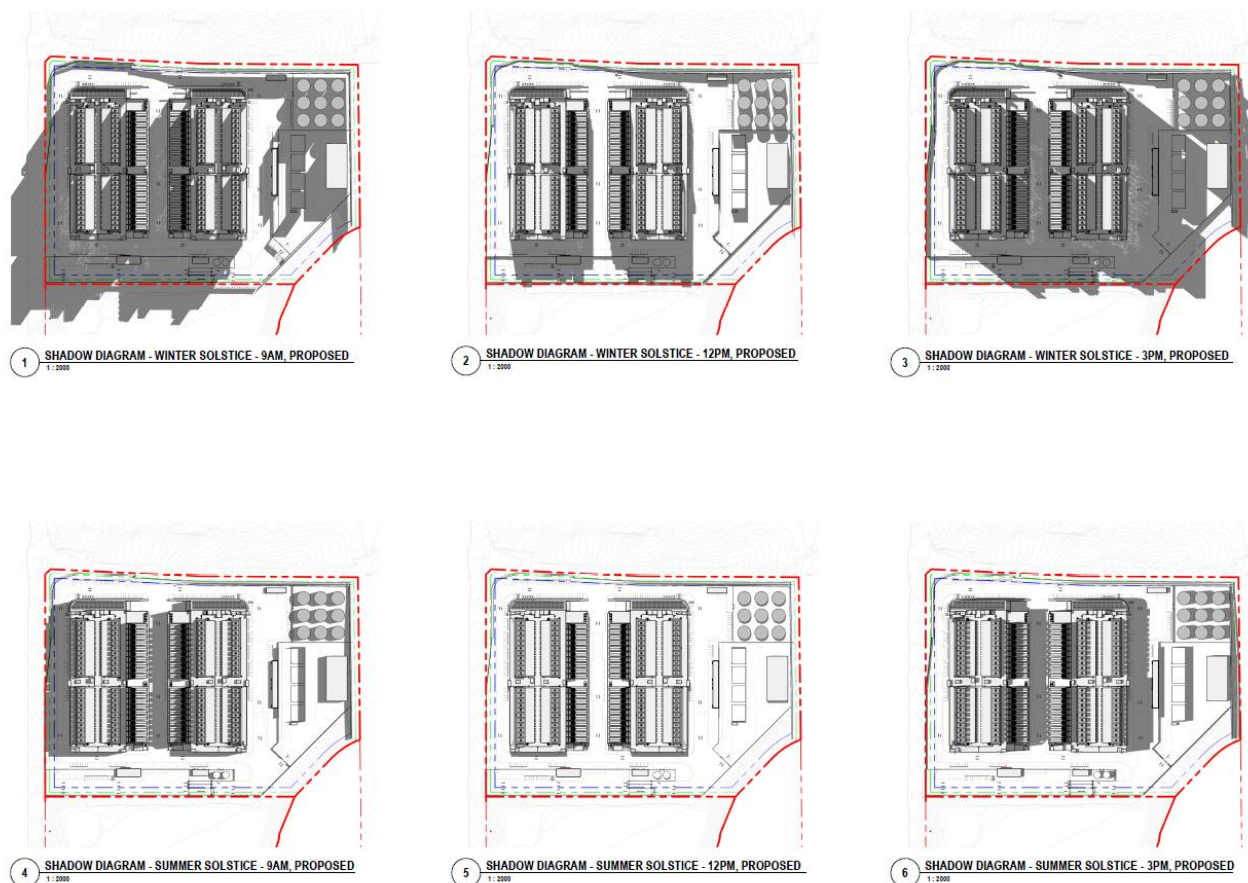 1 SHADOW DIAGRAM - WINTER SOLSTICE - 9AM, PROPOSED
1 : 2000
2 SHADOW DIAGRAM - WINTER SOLSTICE - 12PM, PROPOSED
1 : 2000
3 SHADOW DIAGRAM - WINTER SOLSTICE - 3PM, PROPOSED
1 : 2000
4 SHADOW DIAGRAM - SUMMER SOLSTICE - 9AM, PROPOSED
1 : 2000
5 SHADOW DIAGRAM - SUMMER SOLSTICE - 12PM, PROPOSED
1 : 2000
6 SHADOW DIAGRAM - SUMMER SOLSTICE - 3PM, PROPOSED
1 : 2000